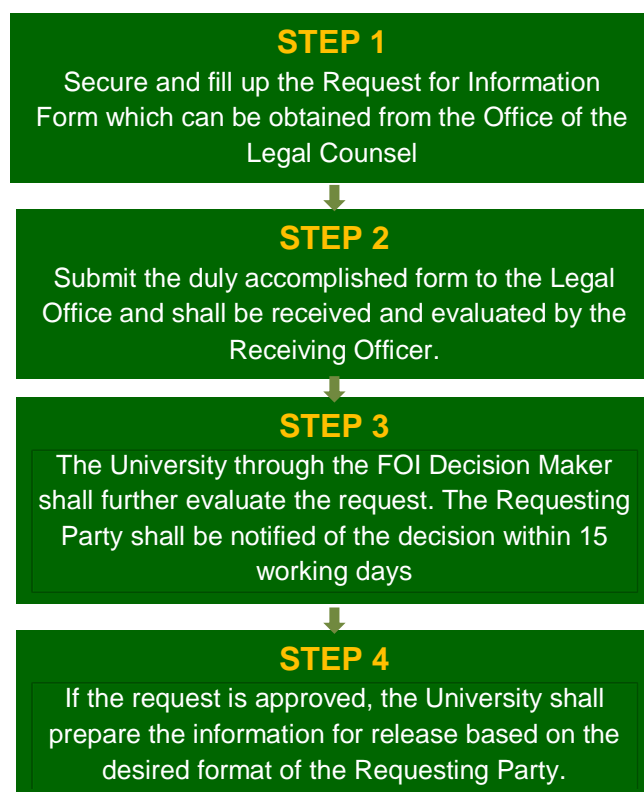 STEP 1
Secure and fill up the Request for Information
Form which can be obtained from the Office of the
Legal Counsel
STEP 2
Submit the duly accomplished form to the Legal
Office and shall be received and evaluated by the
Receiving Officer.
STEP 3
The University through the FOI Decision Maker
shall further evaluate the request. The Requesting
Party shall be notified of the decision within 15
working days
STEP 4
If the request is approved, the University shall
prepare the information for release based on the
desired format of the Requesting Party.